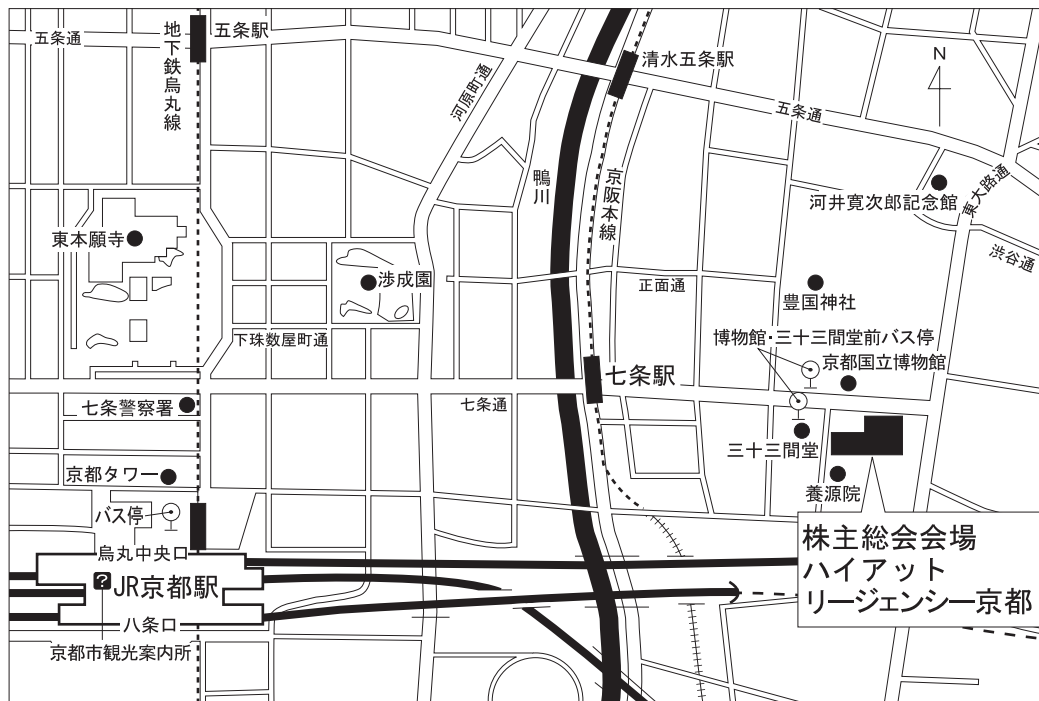 五条通
地下鉄烏丸線
五条駅
河原町通
清水五条駅
N
五条通
鴨川
京阪本線
河井寛次郎記念館
東大路通
渋谷通
東本願寺
渉成園
正面通
豊国神社
下珠数屋町通
博物館・三十三間堂前バス停
京都国立博物館
七条駅
七条警察署
七条通
三十三間堂
京都タワー
養源院
バス停
烏丸中央口
?
JR京都駅
八条口
京都市観光案内所
株主総会会場
ハイアット
リージェンシー京都